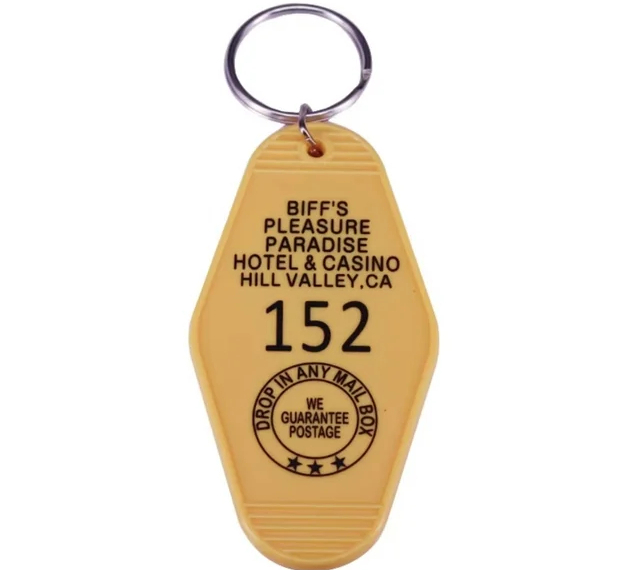 BIFF'S
PLEASURE
PARADISE
HOTEL & CASINO
HILL VALLEY,CA
152
DROP IN ANY MAIL BOX
WE
GUARANTEE
POSTAGE